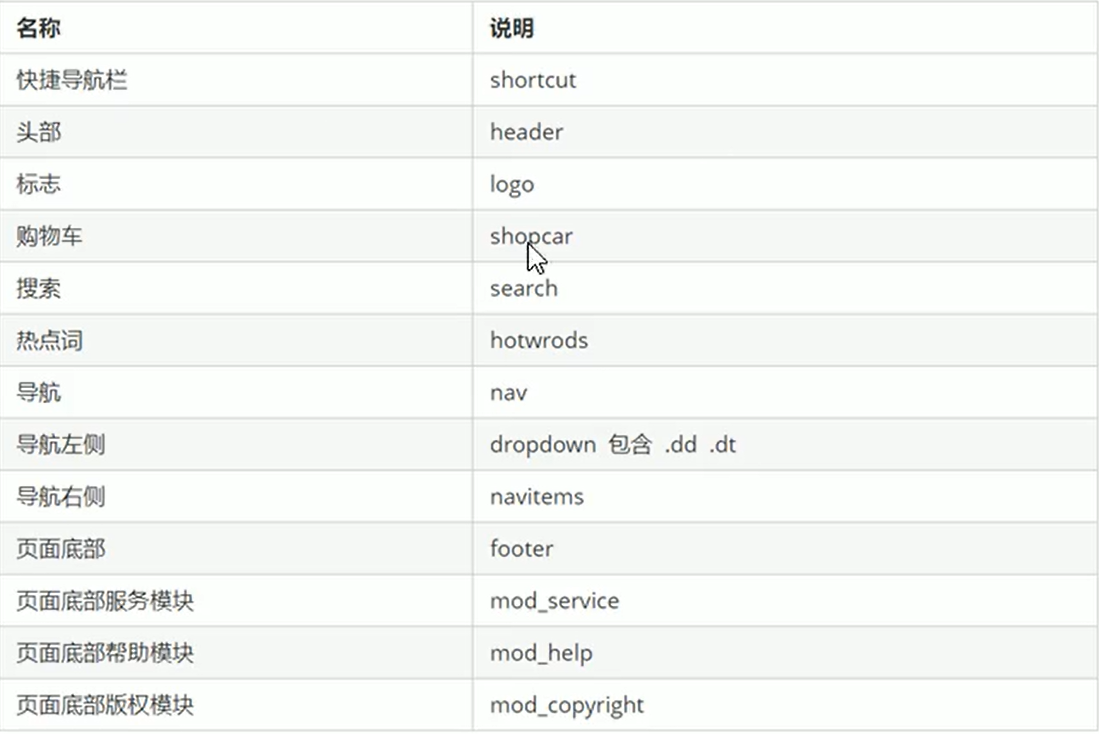 名称 说明
快捷导航栏 shortcut
头部 header
标志 logo
购物车 shopcar
搜索 search
热点词 hotwrods
导航 nav
导航左侧 dropdown 包含 .dd .dt
导航右侧 navitems
页面底部 footer
页面底部服务模块 mod_service
页面底部帮助模块 mod_help
页面底部版权模块 mod_copyright